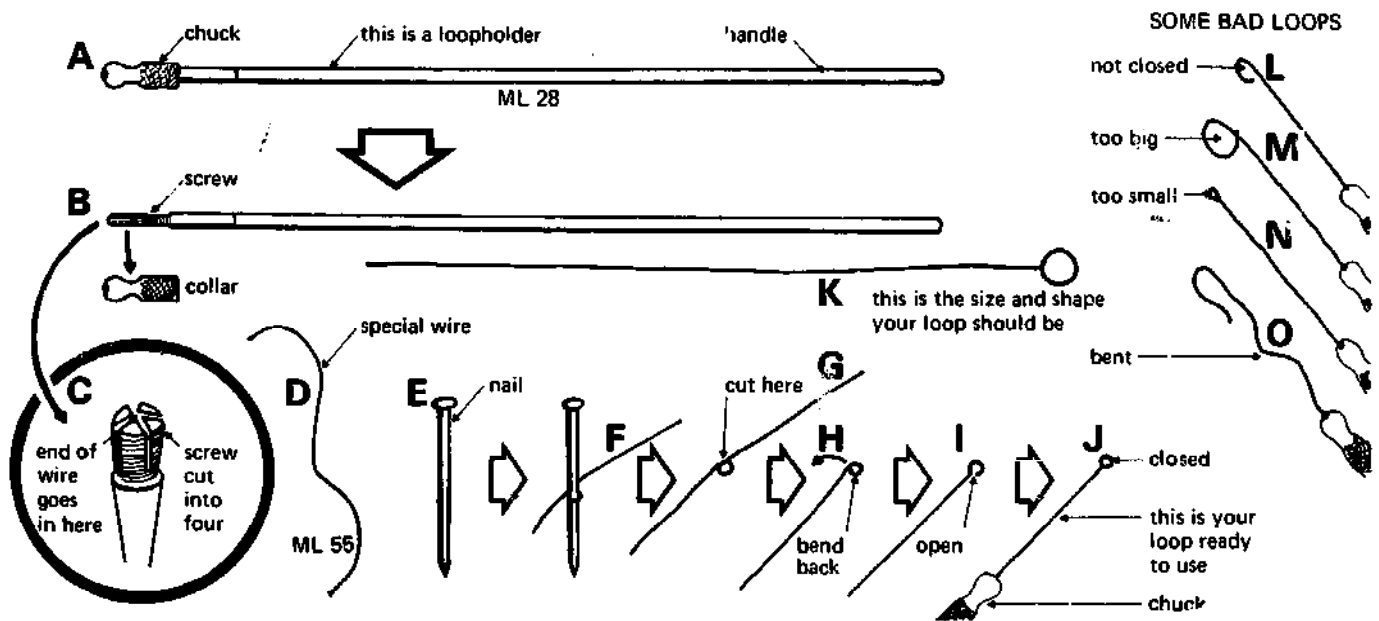 SOME BAD LOOPS
A
chuck
this is a loopholder
handle
ML 28
not closed
L
too big
M
too small
N
O
bent
B
screw
collar
K
this is the size and shape
your loop should be
C
end of
wire
goes
in here
screw
cut
into
four
D
special wire
ML 55
E
nail
F
cut here
G
H
bend
back
I
open
J
closed
this is your
loop ready
to use
chuck